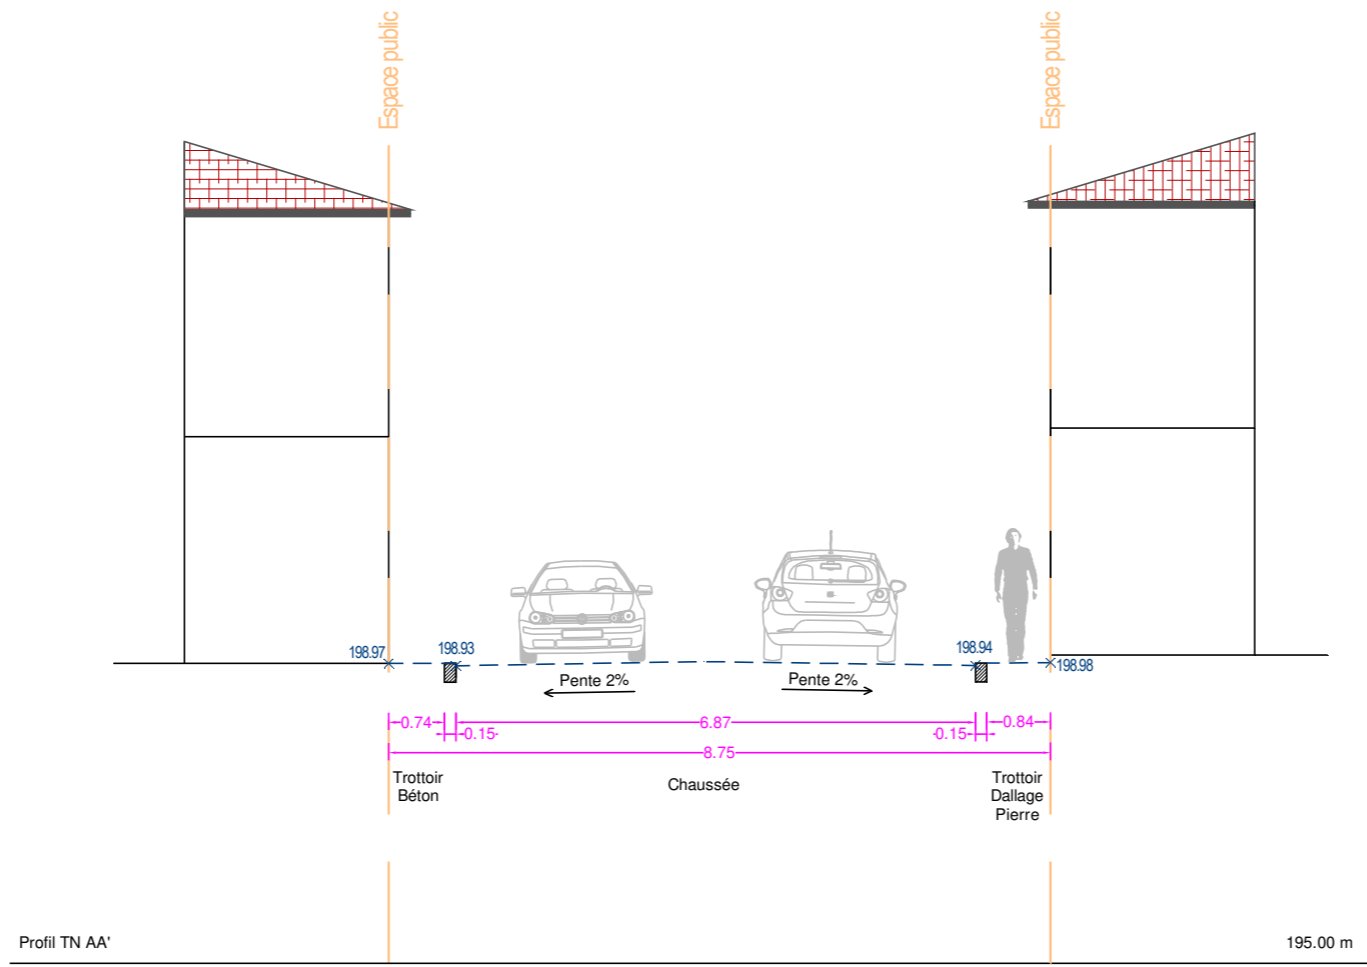 Espace public
Espace public
198.97
198.93
198.94
198.98
Pente 2%
Pente 2%
0.74
0.15
6.87
0.15
0.84
8.75
Trottoir
Béton
Chaussée
Trottoir
Dallage
Pierre
Profil TN AA'
195.00 m